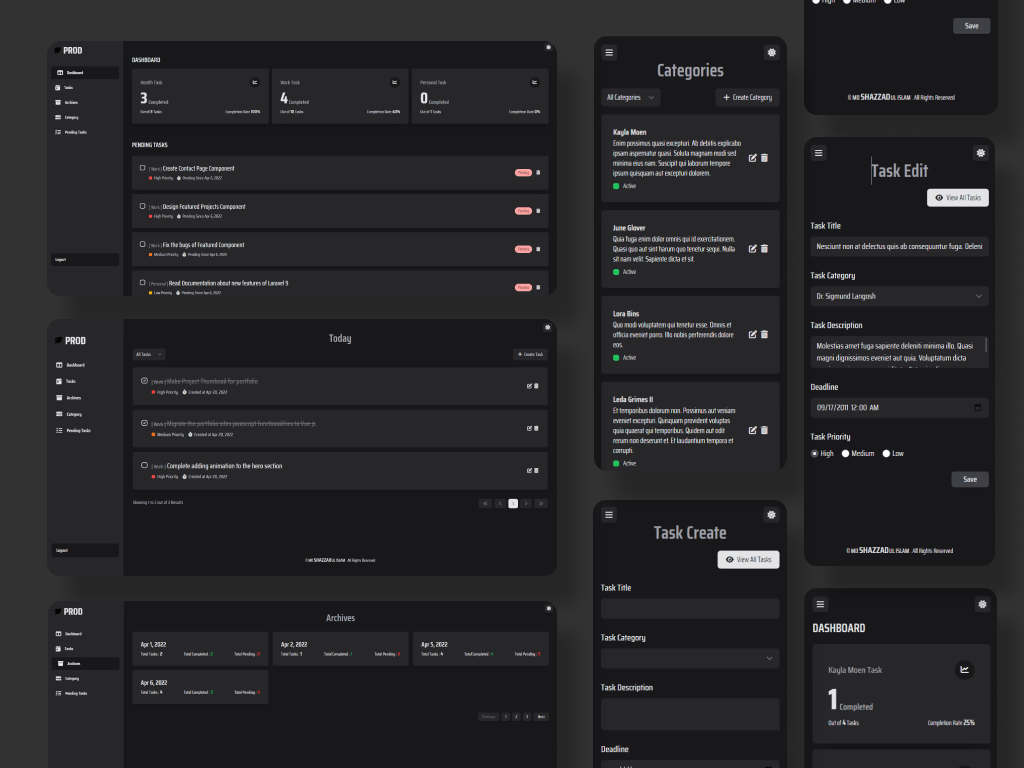 PROD
Dashboard
Tasks
Archives
Category
Pending Tasks
Logout
DASHBOARD
Health Task
3 Completed
Out of 3 Tasks
Completion Rate 100%
Work Task
4 Completed
Out of 10 Tasks
Completion Rate 40%
Personal Task
0 Completed
Out of 1 Tasks
Completion Rate 0%
PENDING TASKS
[ Work ] Create Contact Page Component
High Priority Pending Since Apr 5, 2022
Pending
[ Work ] Design Featured Projects Component
High Priority Pending Since Apr 5, 2022
Pending
[ Work ] Fix the bugs of Featured Component
Medium Priority Pending Since Apr 6, 2022
Pending
[ Personal ] Read Documentation about new features of Laravel 9
Low Priority Pending Since Apr 6, 2022
Pending
PROD
Dashboard
Tasks
Archives
Category
Pending Tasks
Logout
Today
All Tasks
Create Task
[ Work ] Make Project Thumbnail for portfolio
High Priority Created at Apr 20, 2022
[ Work ] Migrate the portfolio sites javascript functionalities to Vue js
Medium Priority Created at Apr 20, 2022
[ Work ] Complete adding animation to the hero section
High Priority Created at Apr 20, 2022
Showing 1 to 3 out of 3 Results
1
© MD SHAZZAD UL ISLAM . All Rights Reserved
PROD
Dashboard
Tasks
Archives
Category
Pending Tasks
Archives
Apr 1, 2022
Total Tasks : 2 Total Completed : 2 Total Pending : 0
Apr 2, 2022
Total Tasks : 1 Total Completed : 1 Total Pending : 0
Apr 5, 2022
Total Tasks : 4 Total Completed : 4 Total Pending : 0
Apr 6, 2022
Total Tasks : 4 Total Completed : Total Pending :
Previous 1 2 3 Next
Categories
All Categories
Create Category
Kayla Moen
Enim possimus quasi excepturi. Ab debitis explicabo
ipsam aspernatur quasi. Soluta magnam modi sed
minima eius nam. Suscipit qui laborum tempore
ipsum quisquam aut excepturi dolorem.
Active
June Glover
Quia fuga enim dolor omnis qui id exercitationem.
Quasi quo aut sint harum quo tenetur sequi. Nulla
sit nam velit. Sapiente dicta et sit.
Active
Lora Bins
Quo modi voluptatem qui tenetur esse. Omnis et
officia eveniet porro. Illo nobis perferendis dolore
eos.
Active
Leda Grimes II
Et temporibus dolorum non. Possimus aut veniam
eveniet excepturi. Quisquam provident voluptas
quia quaerat qui temporibus. Quidem aut odit
rerum non deserunt et. Et laudantium tempora et
corrupti.
Active
Task Create
View All Tasks
Task Title
Task Category
Task Description
Deadline
High Medium Low
Save
© MD SHAZZAD UL ISLAM . All Rights Reserved
Task Edit
View All Tasks
Task Title
Nesciunt non at delectus quis ab consequuntur fuga. Deleni
Task Category
Dr. Sigmund Langosh
Task Description
Molestias amet fuga sapiente deleniti minima illo. Quasi
magni dignissimos eveniet aut quia. Voluptatum dicta
Deadline
09/17/2011 12:00 AM
Task Priority
High Medium Low
Save
© MD SHAZZAD UL ISLAM . All Rights Reserved
DASHBOARD
Kayla Moen Task
1 Completed
Out of 4 Tasks
Completion Rate 25%